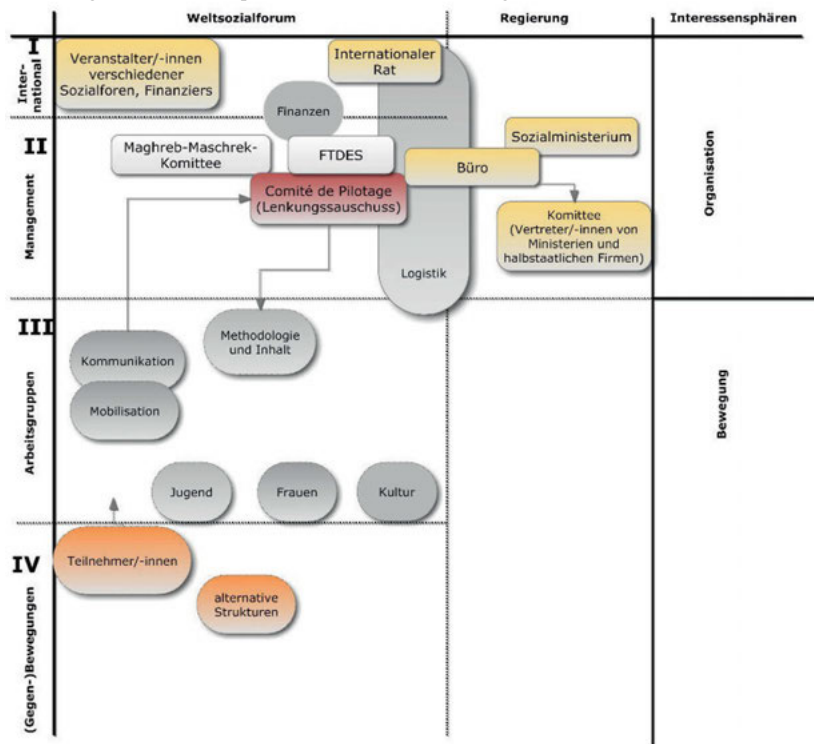 Weltsozialforum
Regierung
Interessensphären
I
Inter-
national
Veranstalter/-innen
verschiedener
Sozialforen, Finanziers
Internationaler
Rat
Finanzen
II
Management
Maghreb-Maschrek-
Komittee
FTDES
Comité de Pilotage
(Lenkungssauschuss)
Büro
Sozialministerium
Komittee
(Vertreter/-innen von
Ministerien und
halbstaatlichen Firmen)
Logistik
Organisation
III
Arbeitsgruppen
Methodologie
und Inhalt
Kommunikation
Mobilisation
Jugend
Frauen
Kultur
Bewegung
IV
(Gegen-)Bewegungen
Teilnehmer/-innen
alternative
Strukturen